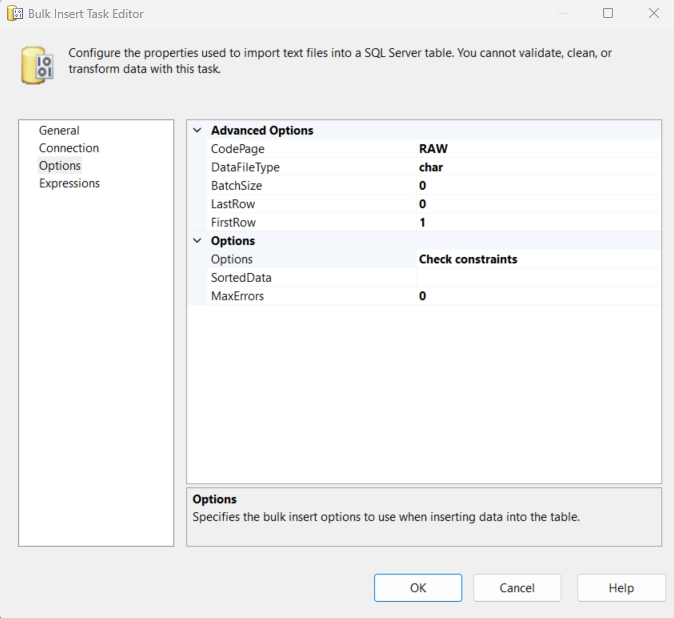 Bulk Insert Task Editor
Configure the properties used to import text files into a SQL Server table. You cannot validate, clean, or
transform data with this task.
General
Connection
Options
Expressions
Advanced Options
CodePage RAW
DataFileType char
BatchSize 0
LastRow 0
FirstRow 1
Options
Options Check constraints
SortedData
MaxErrors 0
Options
Specifies the bulk insert options to use when inserting data into the table.
OK Cancel Help